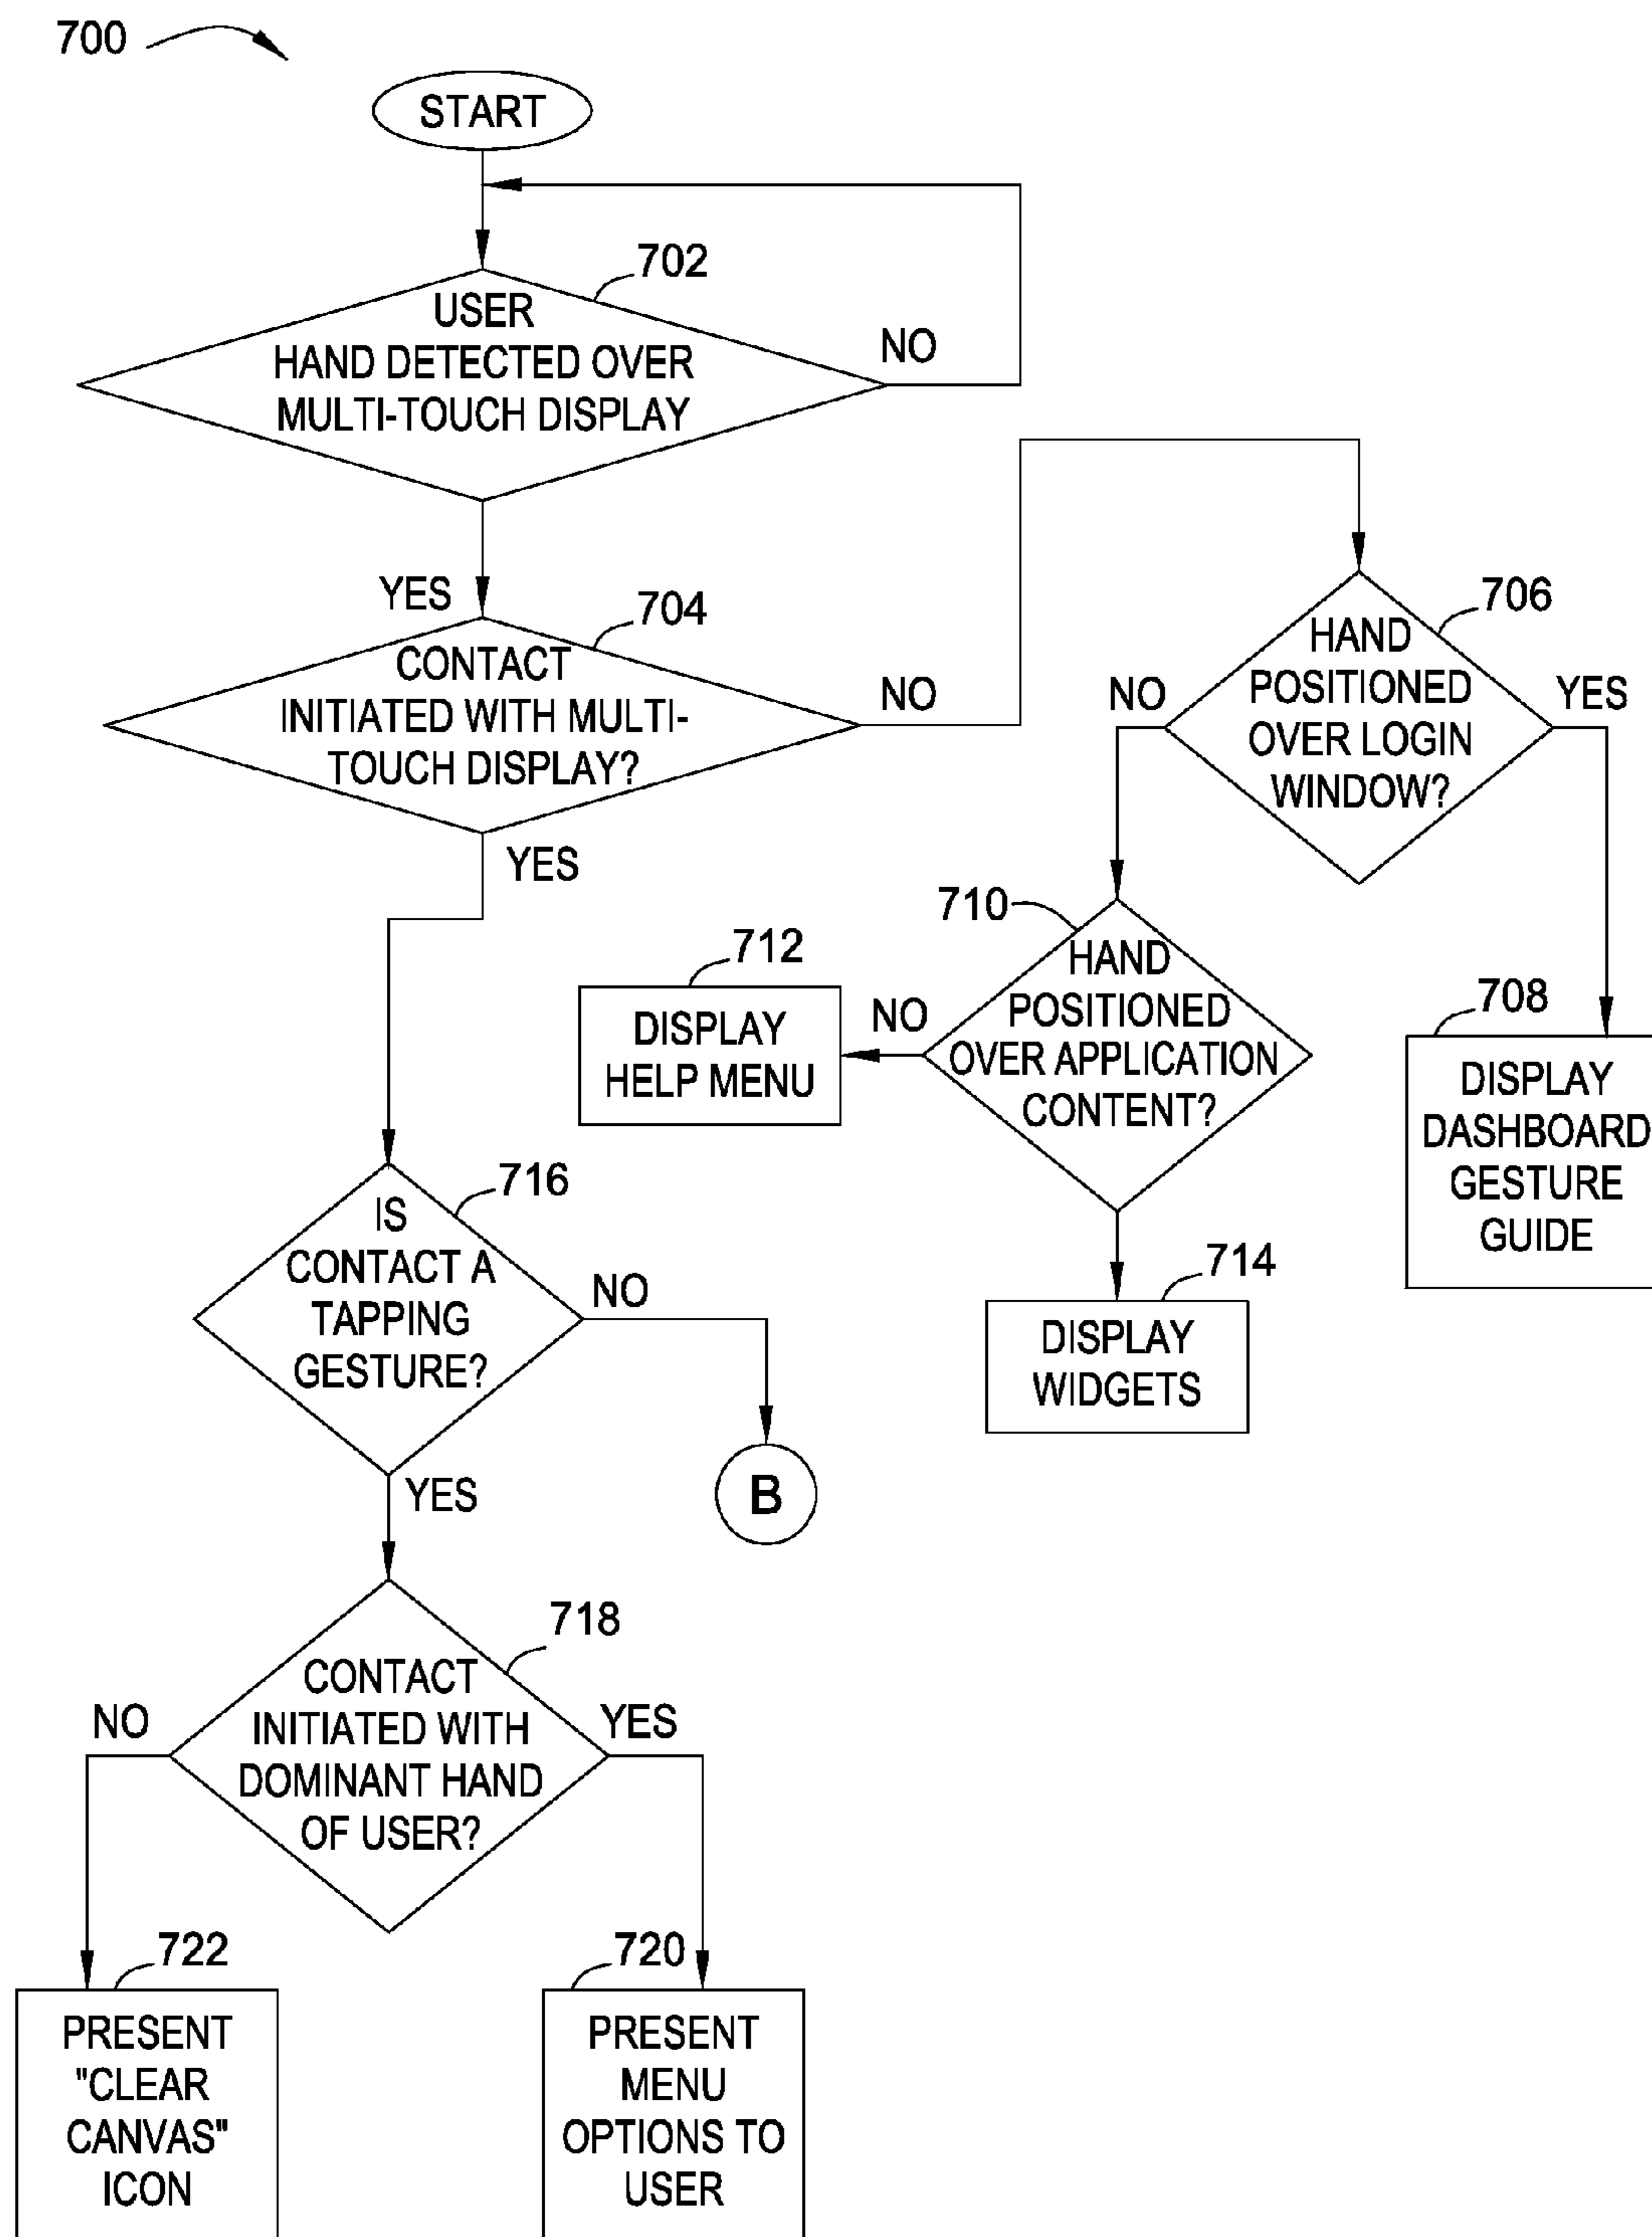 700
START
702
USER
HAND DETECTED OVER
MULTI-TOUCH DISPLAY
NO
YES
704
CONTACT
INITIATED WITH MULTI-
TOUCH DISPLAY?
NO
YES
706
HAND
POSITIONED
OVER LOGIN
WINDOW?
NO
YES
710
HAND
POSITIONED
OVER APPLICATION
CONTENT?
NO
712
DISPLAY
HELP MENU
708
DISPLAY
DASHBOARD
GESTURE
GUIDE
714
DISPLAY
WIDGETS
716
IS
CONTACT A
TAPPING
GESTURE?
NO
B
YES
718
CONTACT
INITIATED WITH
DOMINANT HAND
OF USER?
NO
YES
722
PRESENT
"CLEAR
CANVAS"
ICON
720
PRESENT
MENU
OPTIONS TO
USER